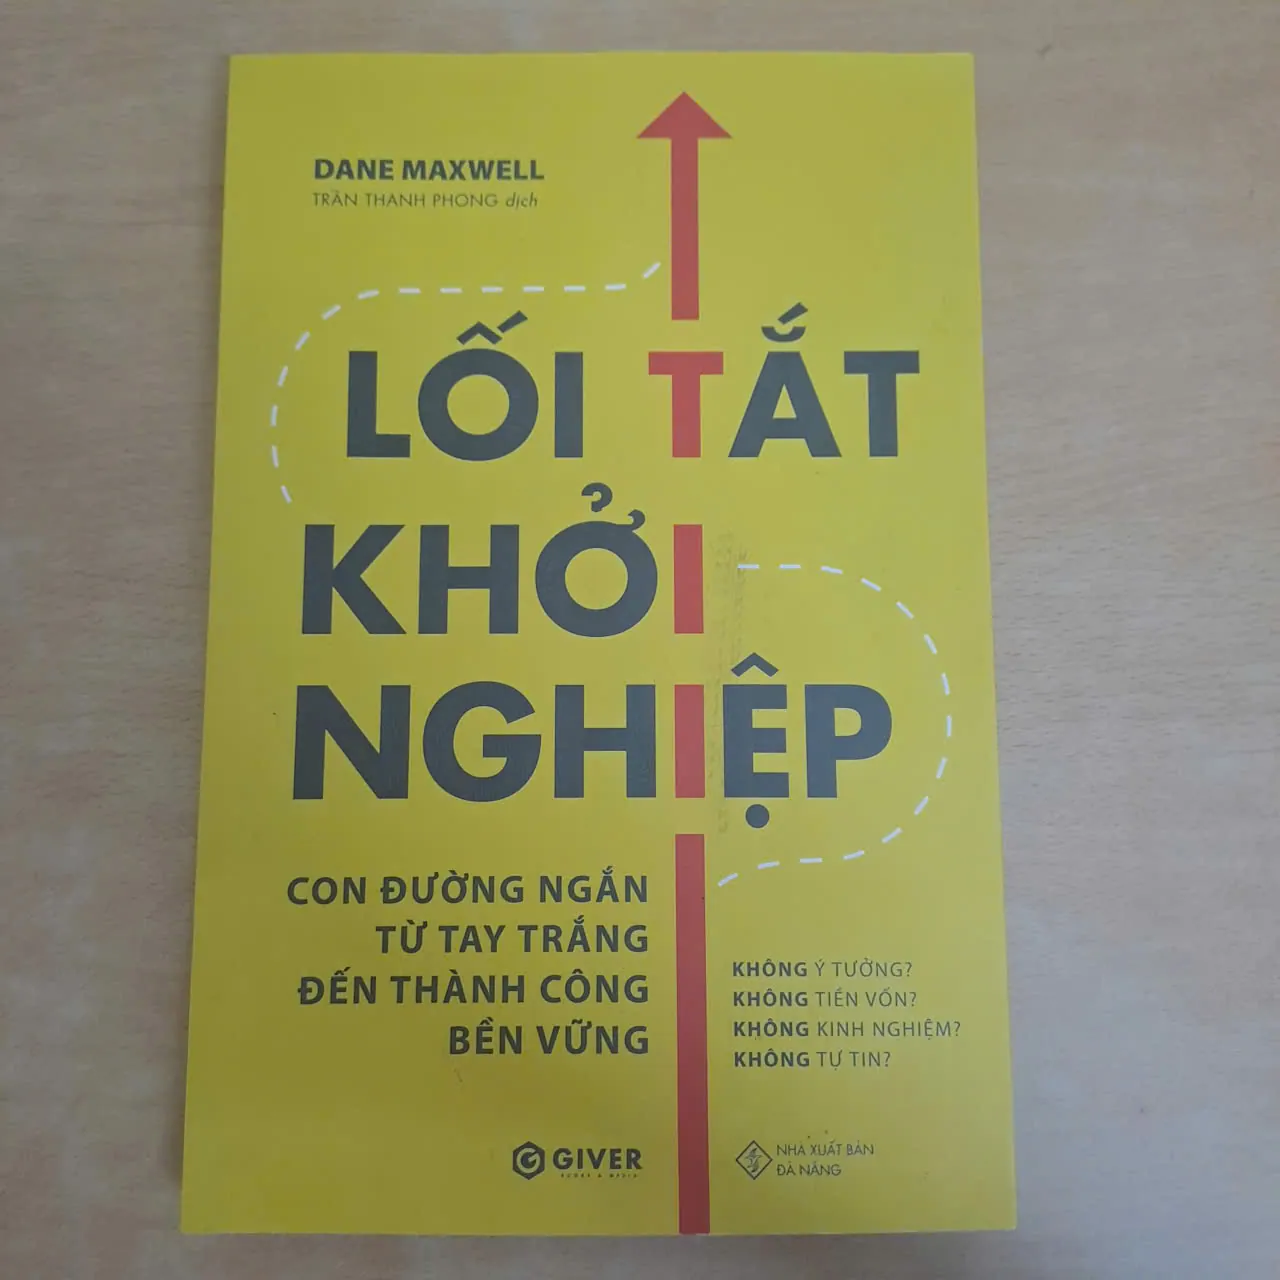 DANE MAXWELL
TRẦN THANH PHONG dịch
LỐI TẮT
KHỞI
NGHIỆP
CON ĐƯỜNG NGẮN
TỪ TAY TRẮNG
ĐẾN THÀNH CÔNG
BỀN VỮNG
KHÔNG Ý TƯỞNG?
KHÔNG TIỀN VỐN?
KHÔNG KINH NGHIỆM?
KHÔNG TỰ TIN?
GIVER
BOOKS & MEDIA
NHÀ XUẤT BẢN
ĐÀ NẴNG